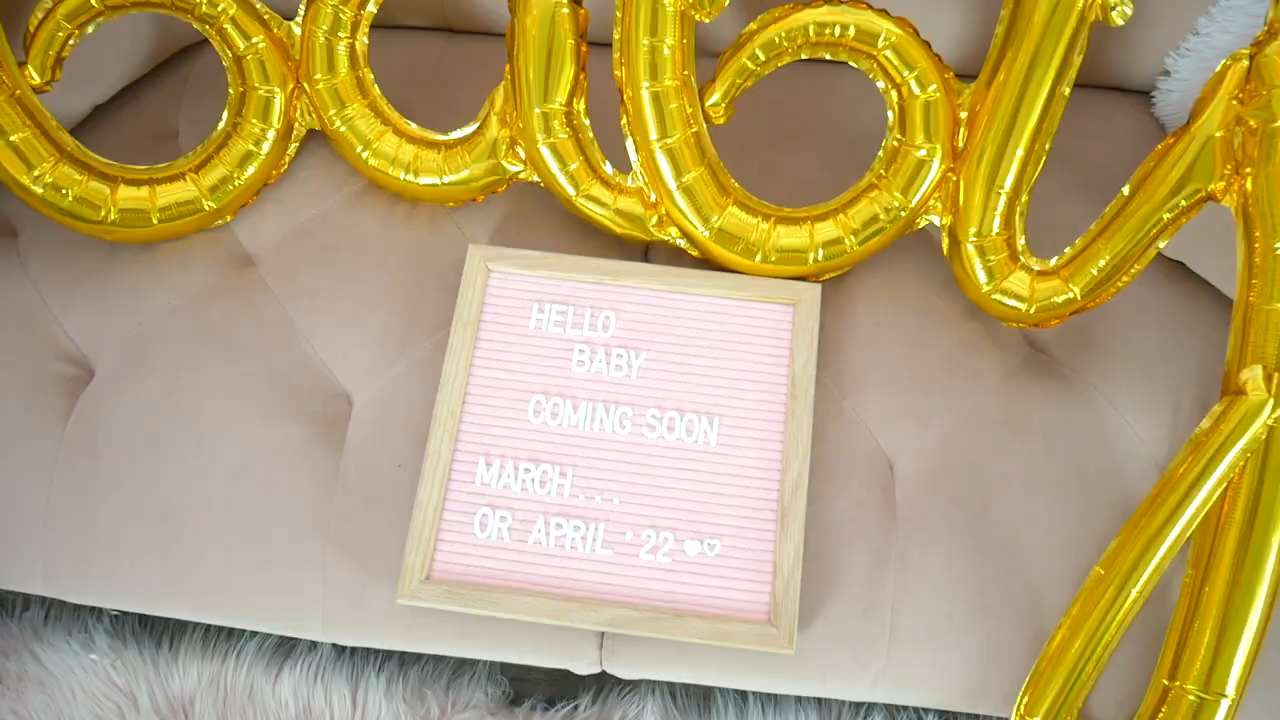 HELLO
BABY
COMING SOON
MARCH...
OR APRIL '22